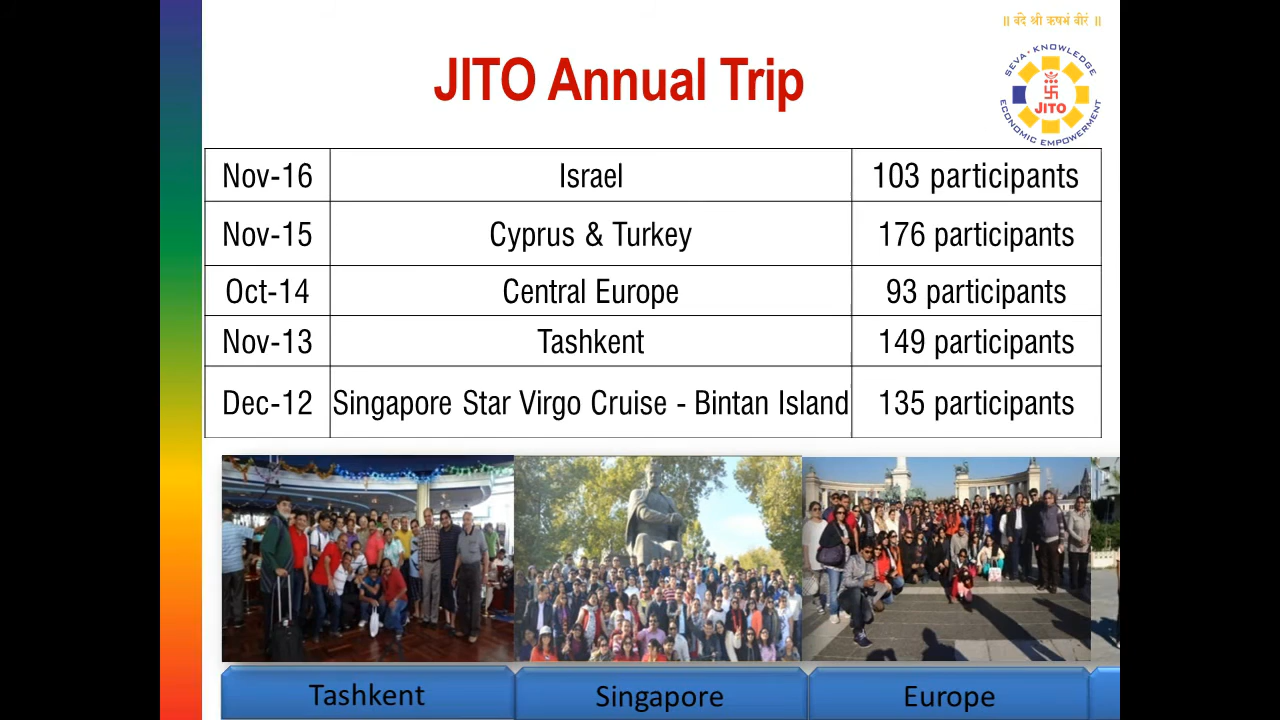 ॥ वंदे श्री ऋषभं वीरं ॥
JITO Annual Trip
SEVA - KNOWLEDGE
JITO
ECONOMIC EMPOWERMENT
Nov-16 Israel 103 participants
Nov-15 Cyprus & Turkey 176 participants
Oct-14 Central Europe 93 participants
Nov-13 Tashkent 149 participants
Dec-12 Singapore Star Virgo Cruise - Bintan Island 135 participants
Tashkent Singapore Europe